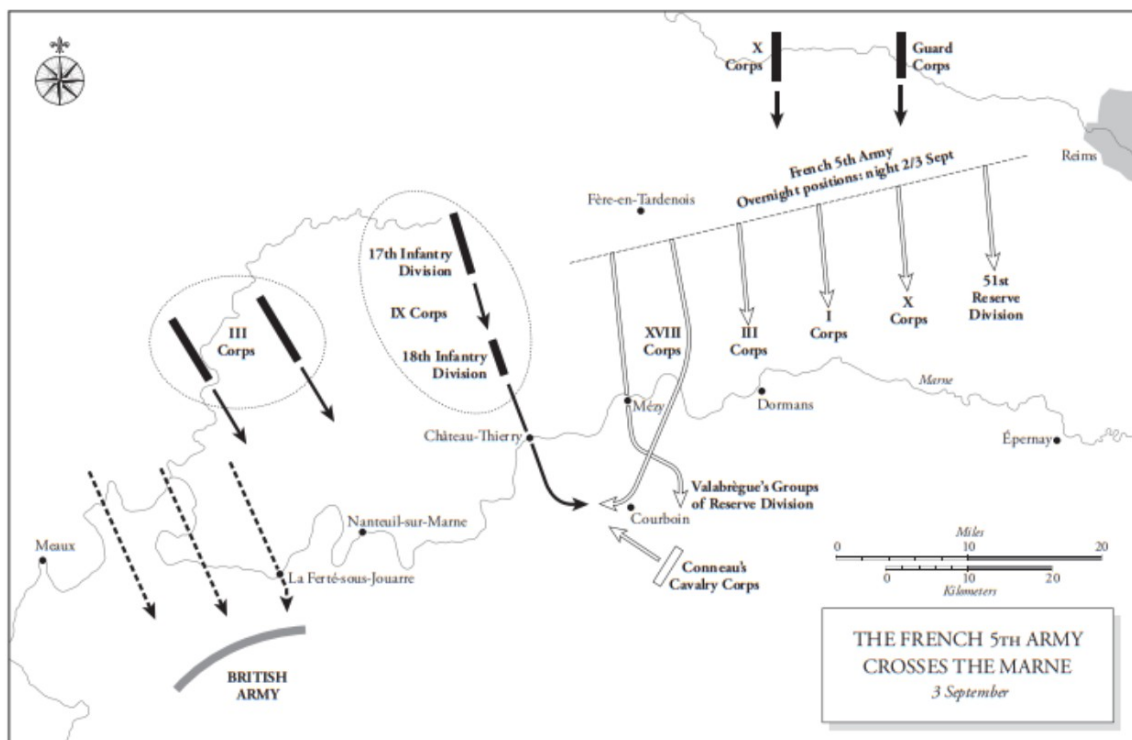 X
Corps
Guard
Corps
Reims
French 5th Army
Overnight positions: night 2/3 Sept
Fère-en-Tardenois
17th Infantry
Division
IX Corps
18th Infantry
Division
III
Corps
XVIII
Corps
III
Corps
I
Corps
X
Corps
51st
Reserve
Division
Marne
Mézy
Dormans
Château-Thierry
Épernay
Valabrègue's Groups
of Reserve Division
Courboin
Nanteuil-sur-Marne
Meaux
La Ferté-sous-Jouarre
Conneau's
Cavalry Corps
Miles
0 10 20
0 10 20
Kilometers
BRITISH
ARMY
THE FRENCH 5TH ARMY
CROSSES THE MARNE
3 September